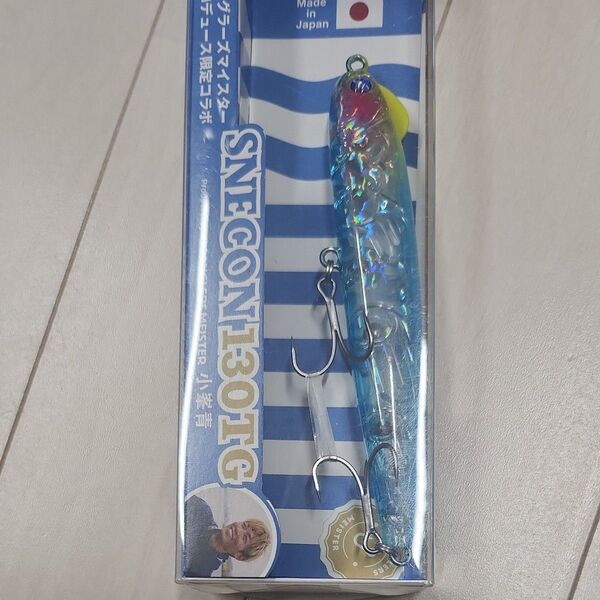 Made
in
Japan
グラーズマイスター
デュース限定コラボ
SNECON130TG
MEISTER 小峯青
MEISTER